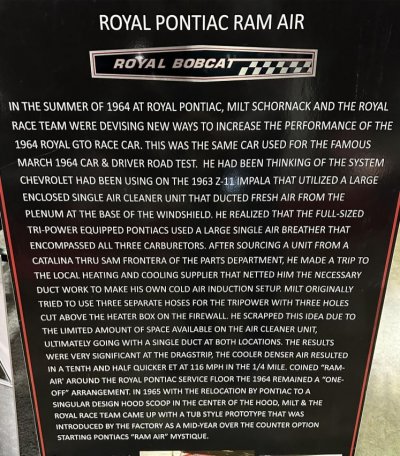 ROYAL PONTIAC RAM AIR
ROYAL BOBCAT
IN THE SUMMER OF 1964 AT ROYAL PONTIAC, MILT SCHORNACK AND THE ROYAL
RACE TEAM WERE DEVISING NEW WAYS TO INCREASE THE PERFORMANCE OF THE
1964 ROYAL GTO RACE CAR. THIS WAS THE SAME CAR USED FOR THE FAMOUS
MARCH 1964 CAR & DRIVER ROAD TEST. HE HAD BEEN THINKING OF THE SYSTEM
CHEVROLET HAD BEEN USING ON THE 1963 Z-11 IMPALA THAT UTILIZED A LARGE
ENCLOSED SINGLE AIR CLEANER UNIT THAT DUCTED FRESH AIR FROM THE
PLENUM AT THE BASE OF THE WINDSHIELD. HE REALIZED THAT THE FULL-SIZED
TRI-POWER EQUIPPED PONTIACS USED A LARGE SINGLE AIR BREATHER THAT
ENCOMPASSED ALL THREE CARBURETORS. AFTER SOURCING A UNIT FROM A
CATALINA THRU SAM FRONTERA OF THE PARTS DEPARTMENT, HE MADE A TRIP TO
THE LOCAL HEATING AND COOLING SUPPLIER THAT NETTED HIM THE NECESSARY
DUCT WORK TO MAKE HIS OWN COLD AIR INDUCTION SETUP. MILT ORIGINALLY
TRIED TO USE THREE SEPARATE HOSES FOR THE TRIPOWER WITH THREE HOLES
CUT ABOVE THE HEATER BOX ON THE FIREWALL. HE SCRAPPED THIS IDEA DUE TO
THE LIMITED AMOUNT OF SPACE AVAILABLE ON THE AIR CLEANER UNIT,
ULTIMATELY GOING WITH A SINGLE DUCT AT BOTH LOCATIONS. THE RESULTS
WERE VERY SIGNIFICANT AT THE DRAGSTRIP, THE COOLER DENSER AIR RESULTED
IN A TENTH AND HALF QUICKER ET AT 116 MPH IN THE 1/4 MILE. COINED "RAM-
AIR' AROUND THE ROYAL PONTIAC SERVICE FLOOR THE 1964 REMAINED A "ONE-
OFF" ARRANGEMENT. IN 1965 WITH THE RELOCATION BY PONTIAC TO A
SINGULAR DESIGN HOOD SCOOP IN THE CENTER OF THE HOOD, MILT & THE
ROYAL RACE TEAM CAME UP WITH A TUB STYLE PROTOTYPE THAT WAS
INTRODUCED BY THE FACTORY AS A MID-YEAR OVER THE COUNTER OPTION
STARTING PONTIACS "RAM AIR" MYSTIQUE.